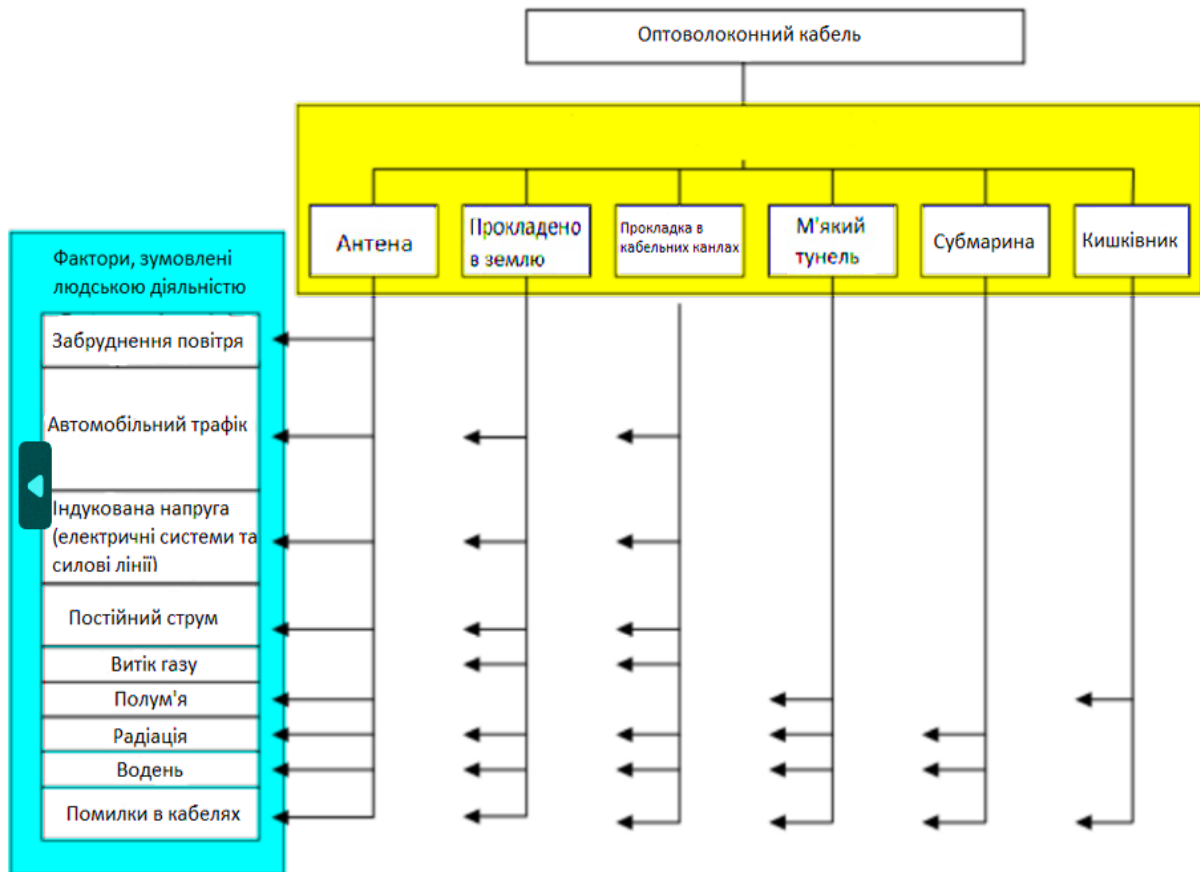 Оптоволоконний кабель
Антена
Прокладено
в землю
Прокладка в
кабельних канлах
М'який
тунель
Субмарина
Кишківник
Фактори, зумовлені
людською діяльністю
Забруднення повітря
Автомобільний трафік
Індукована напруга
(електричні системи та
силові лінії)
Постійний струм
Витік газу
Полум'я
Радіація
Водень
Помилки в кабелях